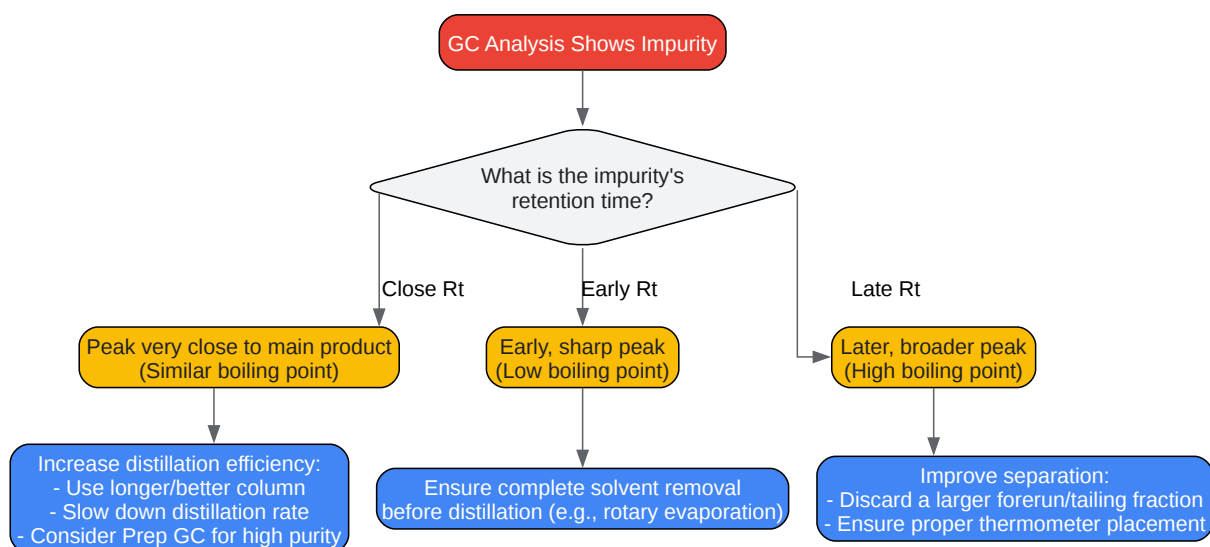 GC Analysis Shows Impurity
What is the impurity's
retention time?
Close Rt
Early Rt
Late Rt
Peak very close to main product
(Similar boiling point)
Early, sharp peak
(Low boiling point)
Later, broader peak
(High boiling point)
Increase distillation efficiency:
- Use longer/better column
- Slow down distillation rate
- Consider Prep GC for high purity
Ensure complete solvent removal
before distillation (e.g., rotary evaporation)
Improve separation:
- Discard a larger forerun/tailing fraction
- Ensure proper thermometer placement